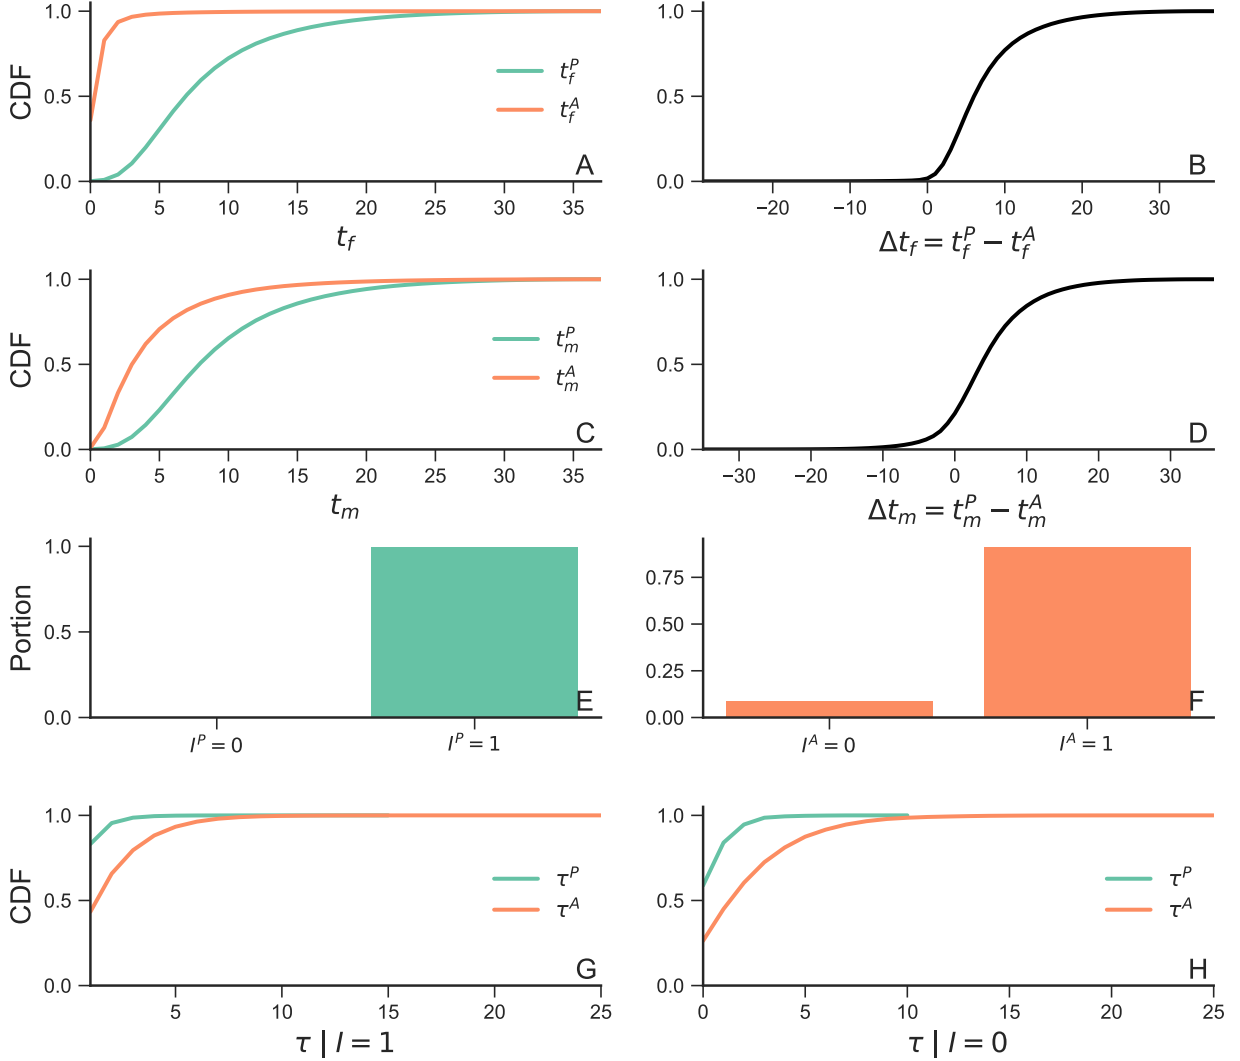 CDF
1.0
0.5
0.0
t_f^P
t_f^A
A
0 5 10 15 20 25 30 35
t_f
1.0
0.5
0.0
B
−20 −10 0 10 20 30
Δt_f = t_f^P − t_f^A
CDF
1.0
0.5
0.0
t_m^P
t_m^A
C
0 5 10 15 20 25 30 35
t_m
1.0
0.5
0.0
D
−30 −20 −10 0 10 20 30
Δt_m = t_m^P − t_m^A
Portion
1.0
0.5
0.0
E
I^P = 0 I^P = 1
0.75
0.50
0.25
0.00
F
I^A = 0 I^A = 1
CDF
1.0
0.5
0.0
τ^P
τ^A
G
5 10 15 20 25
τ | I = 1
1.0
0.5
0.0
τ^P
τ^A
H
0 5 10 15 20 25
τ | I = 0